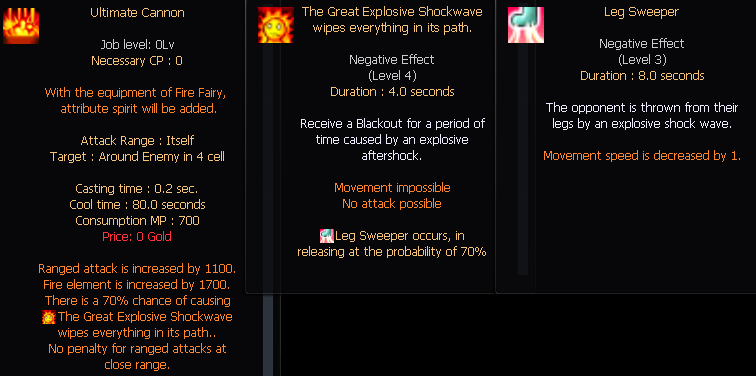 Ultimate Cannon
Job level: 0Lv
Necessary CP : 0
With the equipment of Fire Fairy,
attribute spirit will be added.
Attack Range : Itself
Target : Around Enemy in 4 cell
Casting time : 0.2 sec.
Cool time : 80.0 seconds
Consumption MP : 700
Price: 0 Gold
Ranged attack is increased by 1100.
Fire element is increased by 1700.
There is a 70% chance of causing
The Great Explosive Shockwave
wipes everything in its path..
No penalty for ranged attacks at
close range.
The Great Explosive Shockwave
wipes everything in its path.
Negative Effect
(Level 4)
Duration : 4.0 seconds
Receive a Blackout for a period of
time caused by an explosive
aftershock.
Movement impossible
No attack possible
Leg Sweeper occurs, in
releasing at the probability of 70%
Leg Sweeper
Negative Effect
(Level 3)
Duration : 8.0 seconds
The opponent is thrown from their
legs by an explosive shock wave.
Movement speed is decreased by 1.